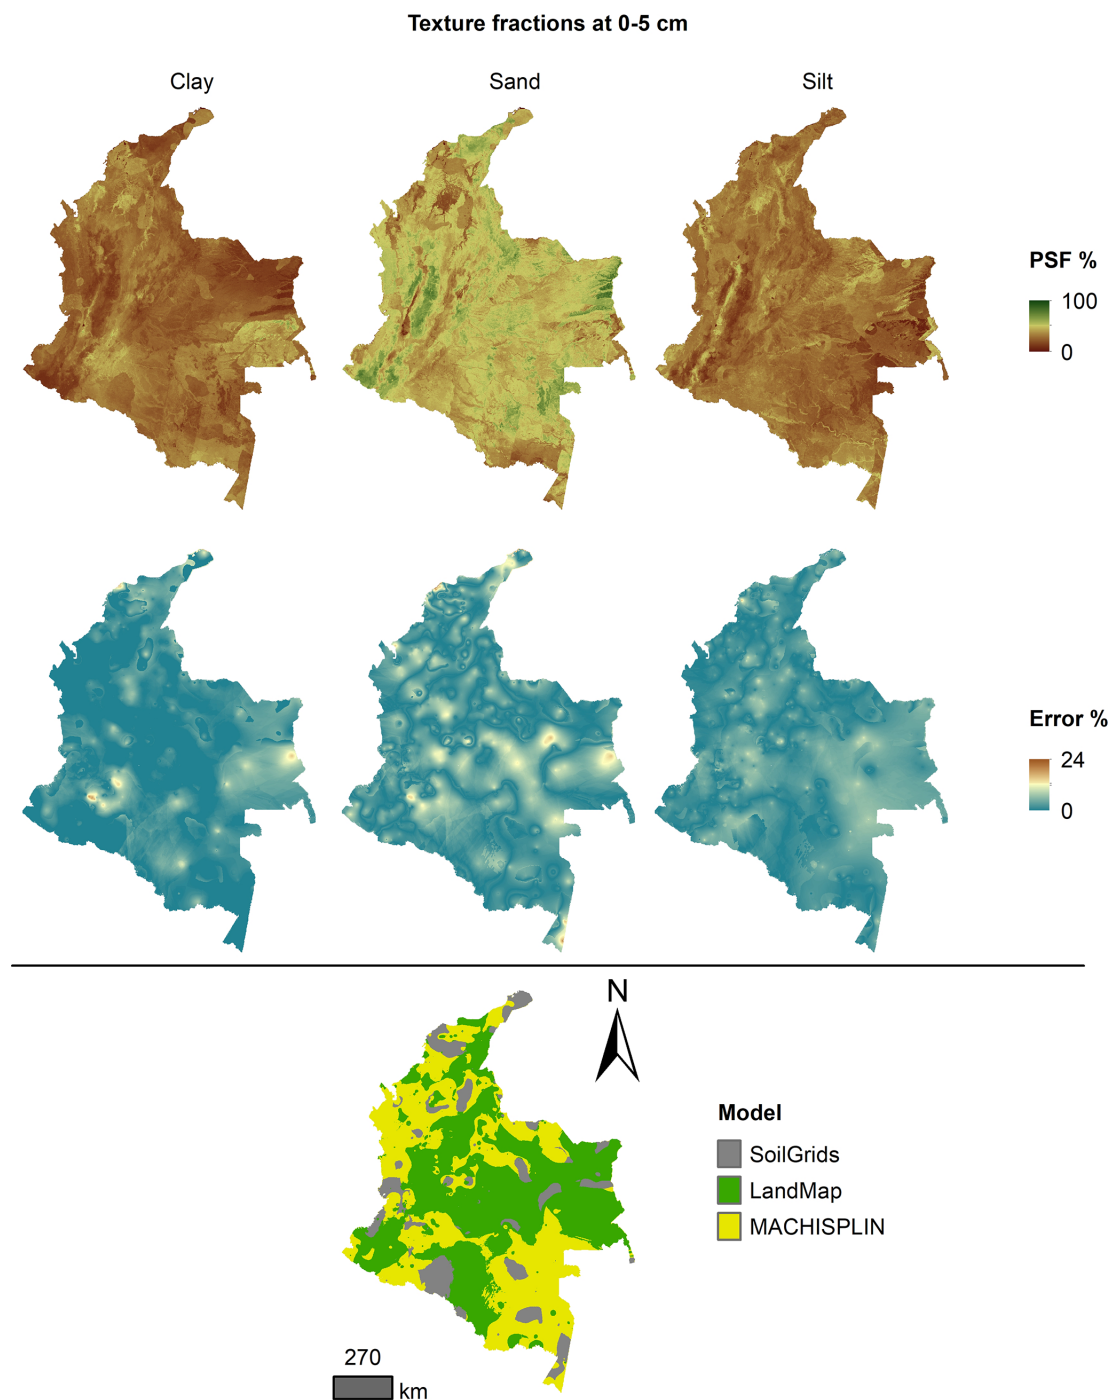 Texture fractions at 0-5 cm
Clay
Sand
Silt
PSF %
100
0
Error %
24
0
N
Model
SoilGrids
LandMap
MACHISPLIN
270
km